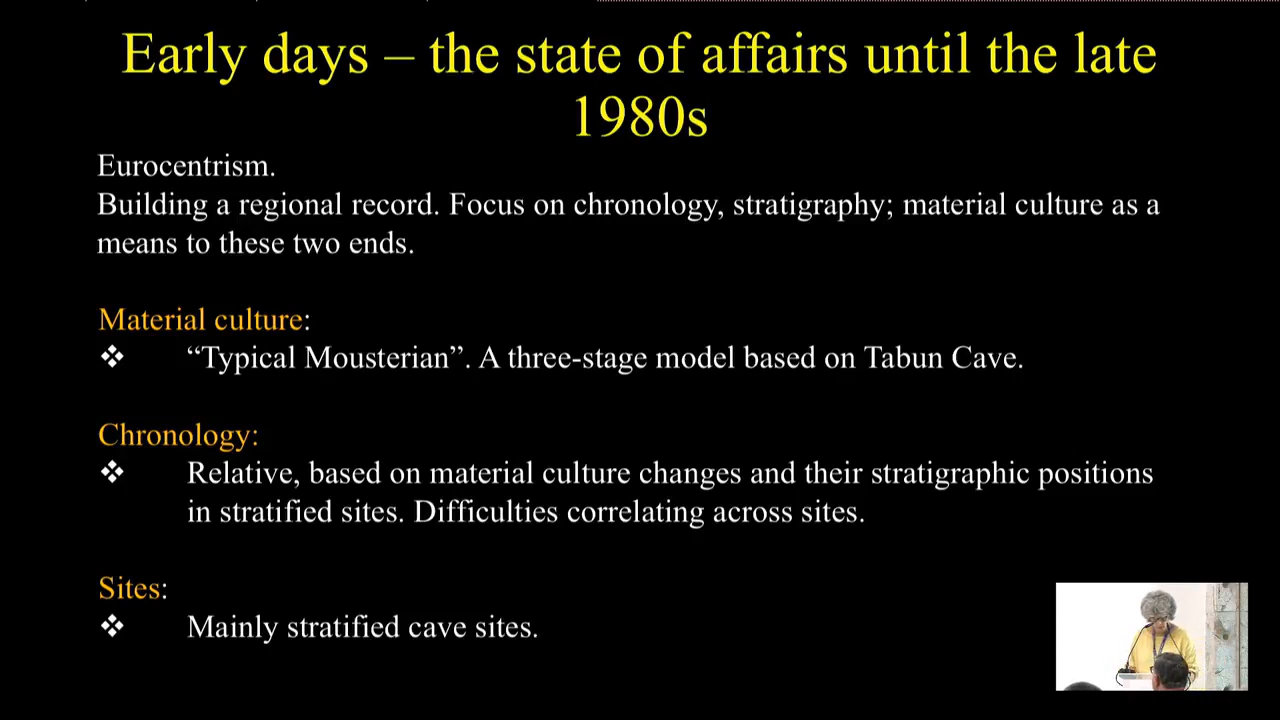 Early days – the state of affairs until the late
1980s
Eurocentrism.
Building a regional record. Focus on chronology, stratigraphy; material culture as a
means to these two ends.
Material culture:
❖ “Typical Mousterian”. A three-stage model based on Tabun Cave.
Chronology:
❖ Relative, based on material culture changes and their stratigraphic positions
in stratified sites. Difficulties correlating across sites.
Sites:
❖ Mainly stratified cave sites.